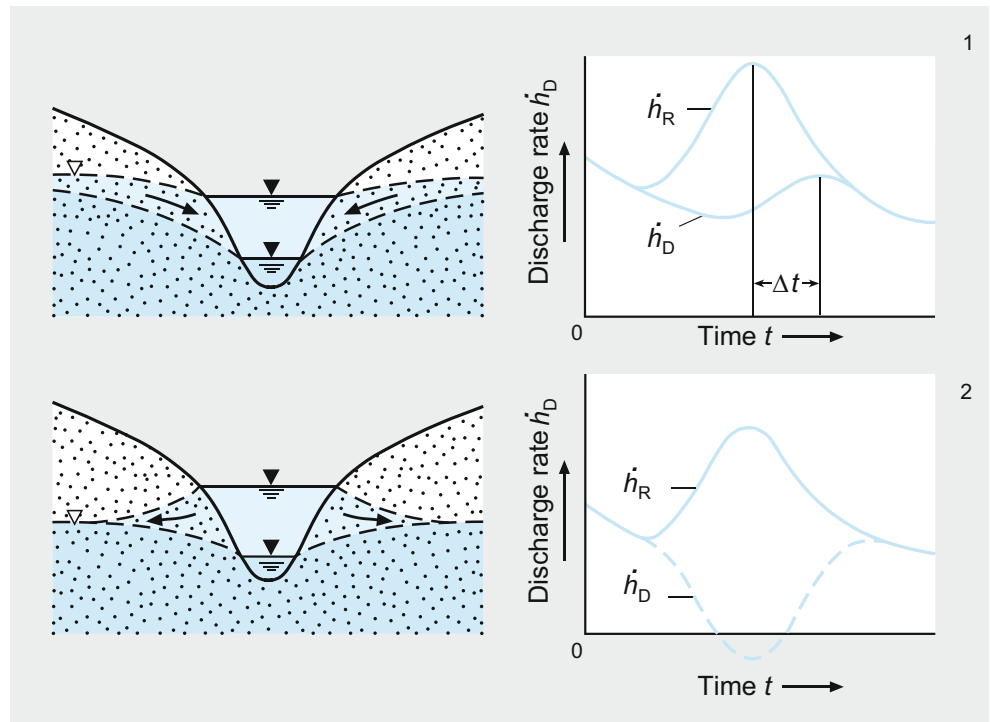 1
Discharge rate ḣD
ḣR
ḣD
Δt
0
Time t
2
Discharge rate ḣD
ḣR
ḣD
0
Time t